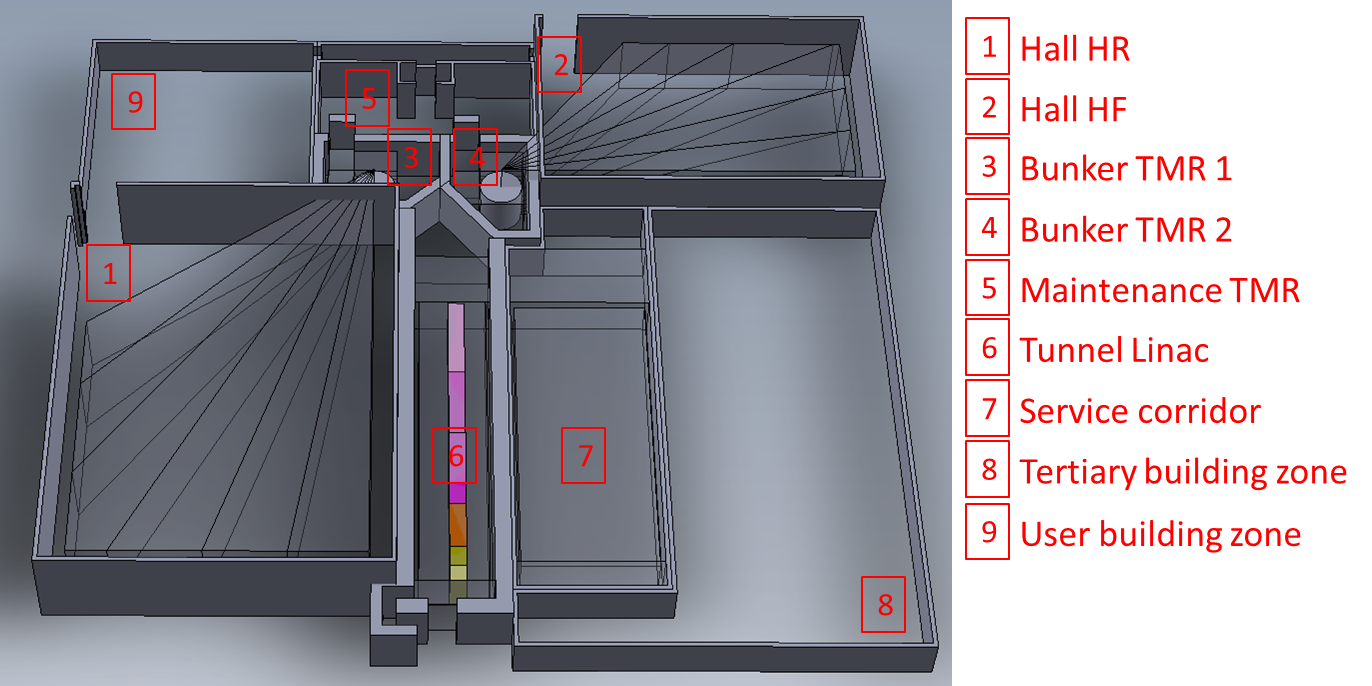 9
5
2
3
4
1
6
7
8
1 Hall HR
2 Hall HF
3 Bunker TMR 1
4 Bunker TMR 2
5 Maintenance TMR
6 Tunnel Linac
7 Service corridor
8 Tertiary building zone
9 User building zone